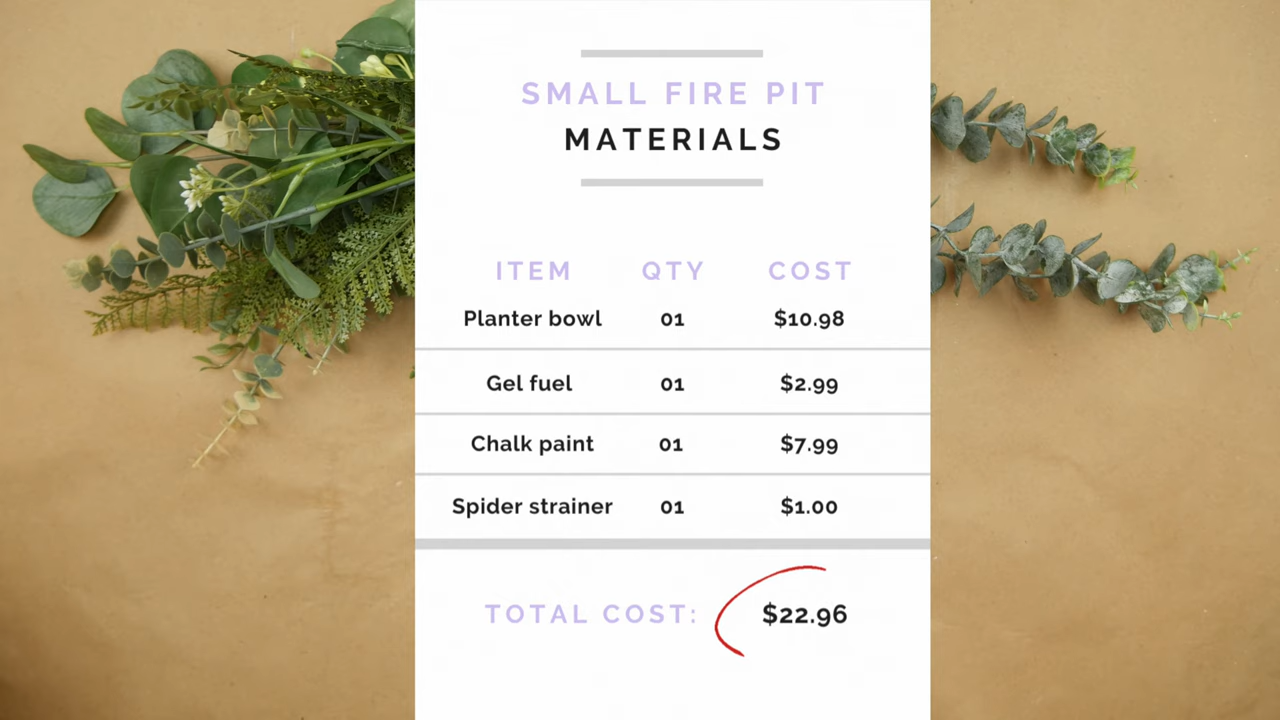 SMALL FIRE PIT
MATERIALS
ITEM QTY COST
Planter bowl 01 $10.98
Gel fuel 01 $2.99
Chalk paint 01 $7.99
Spider strainer 01 $1.00
TOTAL COST: $22.96